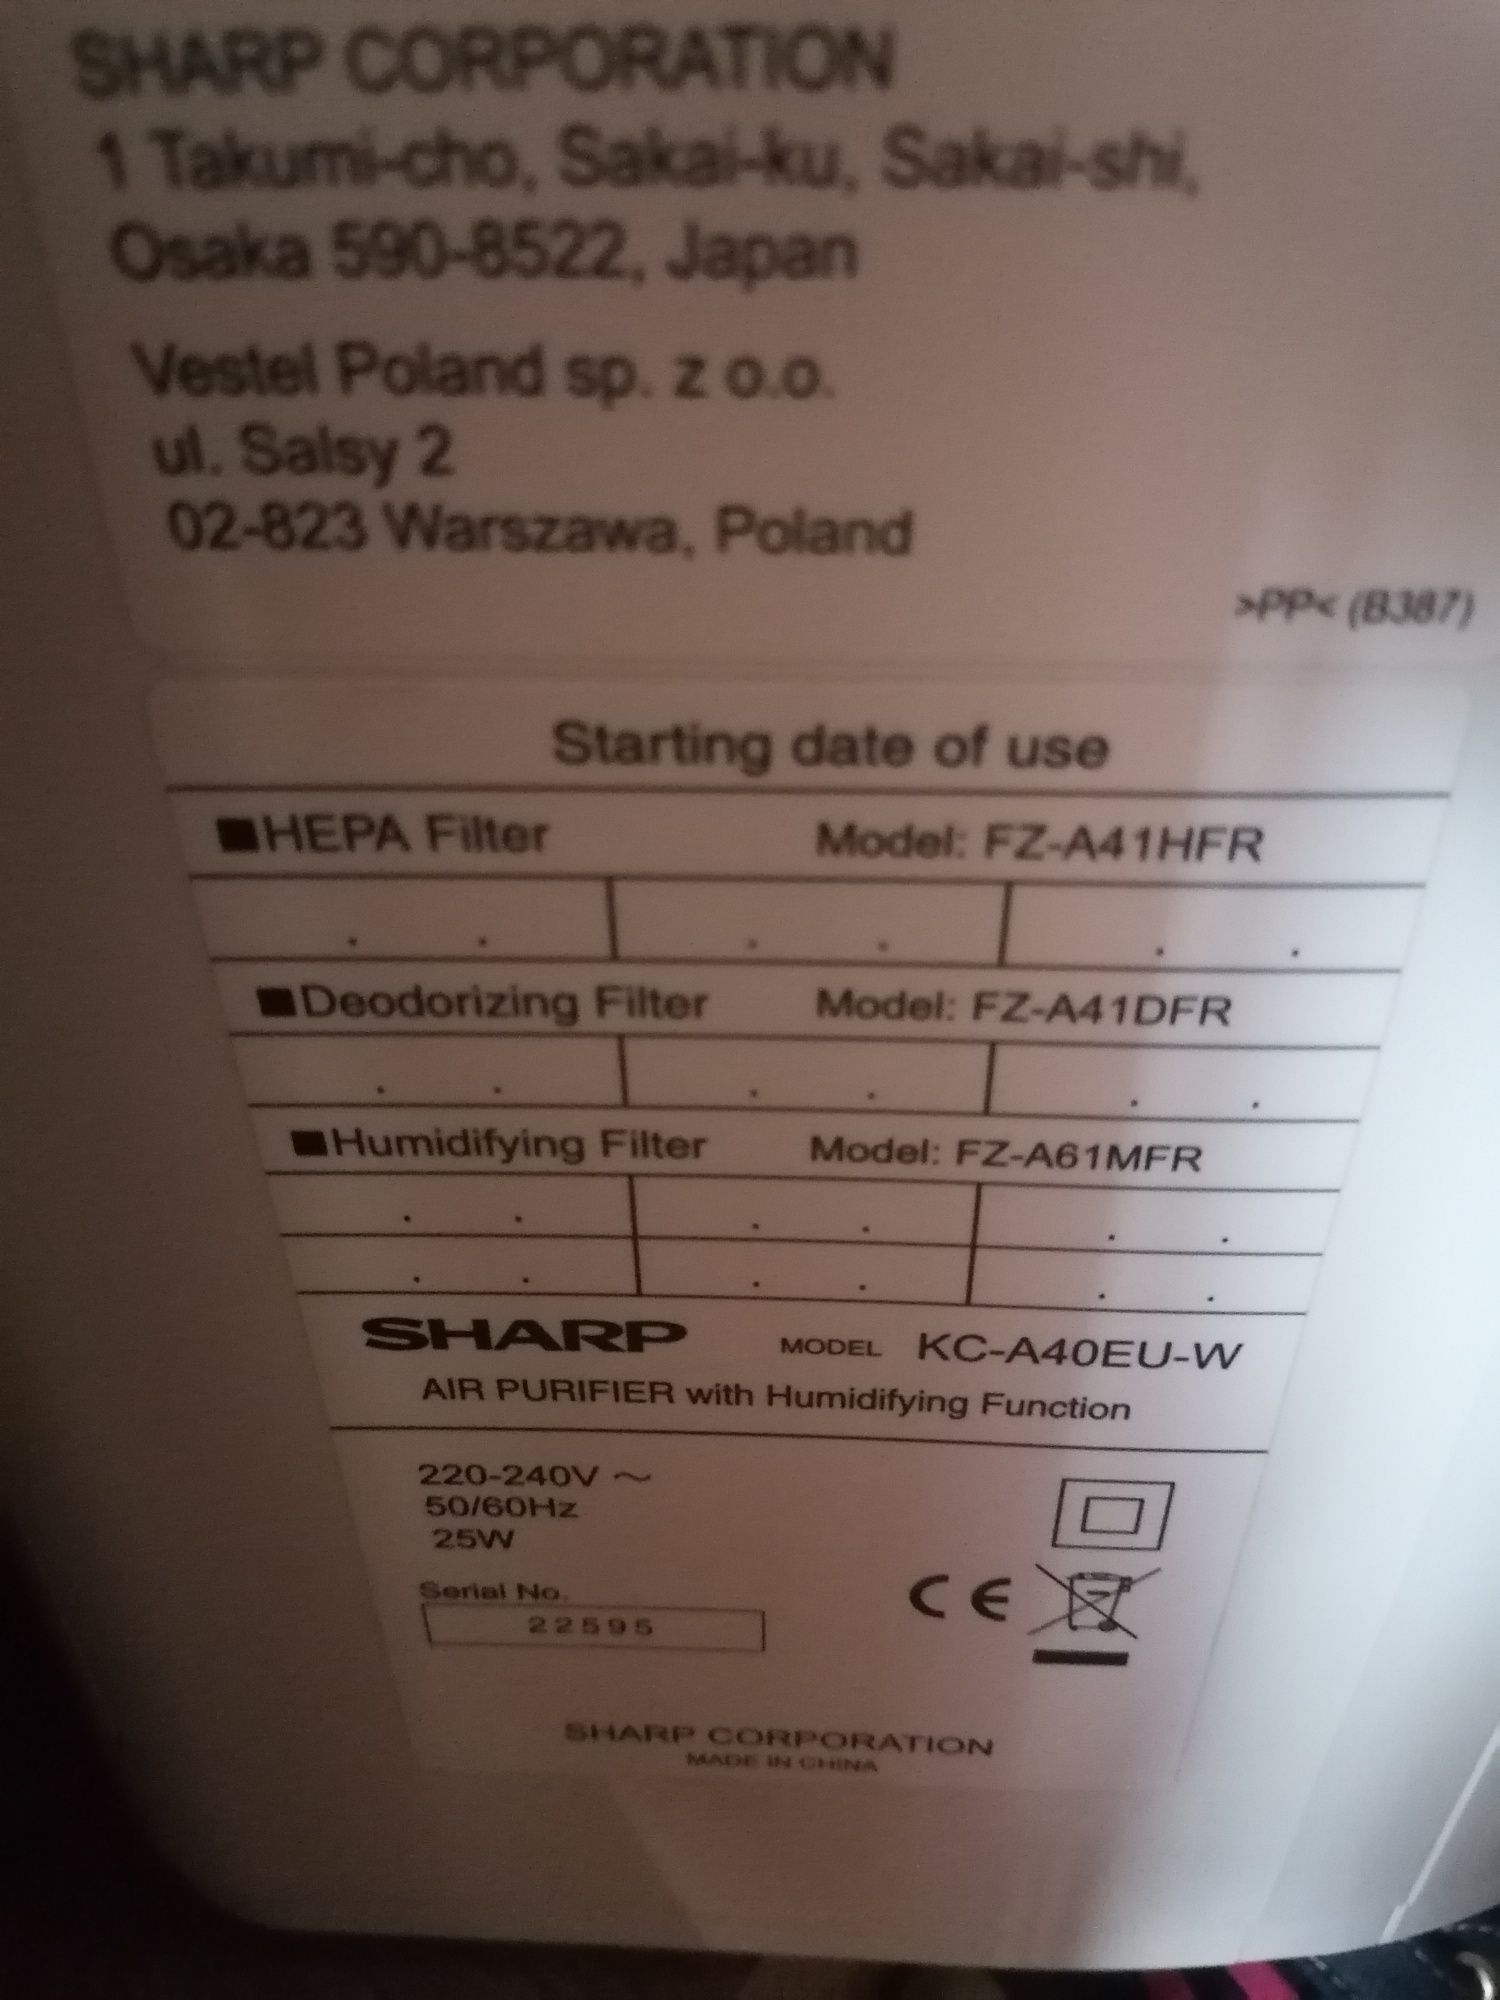 SHARP CORPORATION
1 Takumi-cho, Sakai-ku, Sakai-shi,
Osaka 590-8522, Japan
Vestel Poland sp. z o.o.
ul. Salsy 2
02-823 Warszawa, Poland
>PP< (B387)
Starting date of use
■HEPA Filter Model: FZ-A41HFR
. . . . . .
■Deodorizing Filter Model: FZ-A41DFR
. . . . . .
■Humidifying Filter Model: FZ-A61MFR
. . . . . .
. . . . . .
SHARP MODEL KC-A40EU-W
AIR PURIFIER with Humidifying Function
220-240V ~
50/60Hz
25W
Serial No.
22595
CE
SHARP CORPORATION
MADE IN CHINA